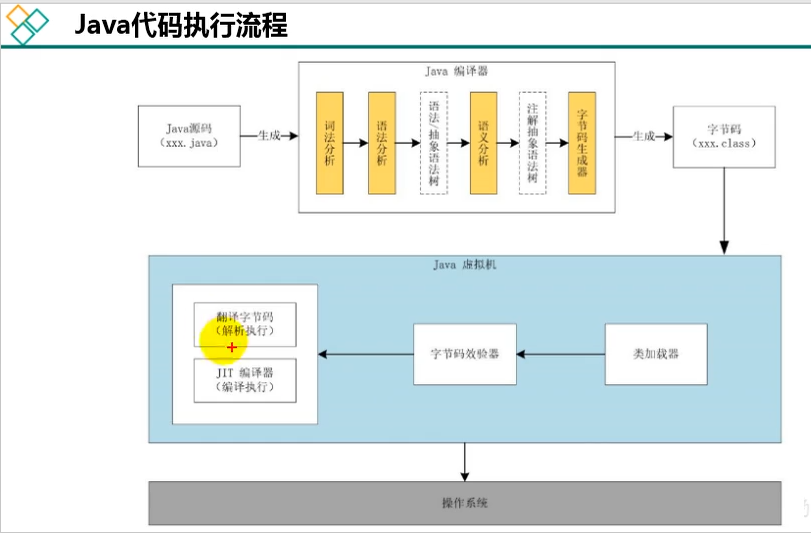 Java代码执行流程
Java 编译器
Java源码
（xxx.java）
生成
词法分析
语法分析
语法/抽象语法树
语义分析
注解抽象语法树
字节码生成器
生成
字节码
（xxx.class）
Java 虚拟机
翻译字节码
（解析执行）
JIT 编译器
（编译执行）
字节码效验器
类加载器
操作系统